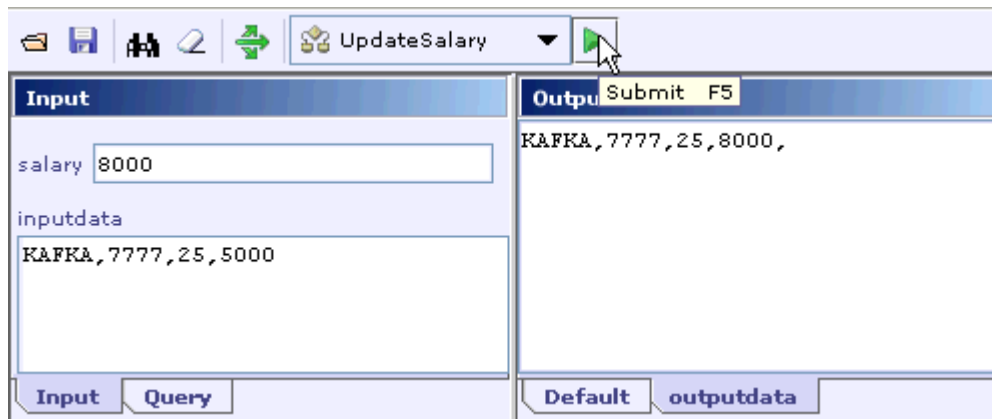 UpdateSalary
Submit F5
Input
salary 8000
inputdata
KAFKA,7777,25,5000
Input Query
Outpu
KAFKA,7777,25,8000,
Default outputdata